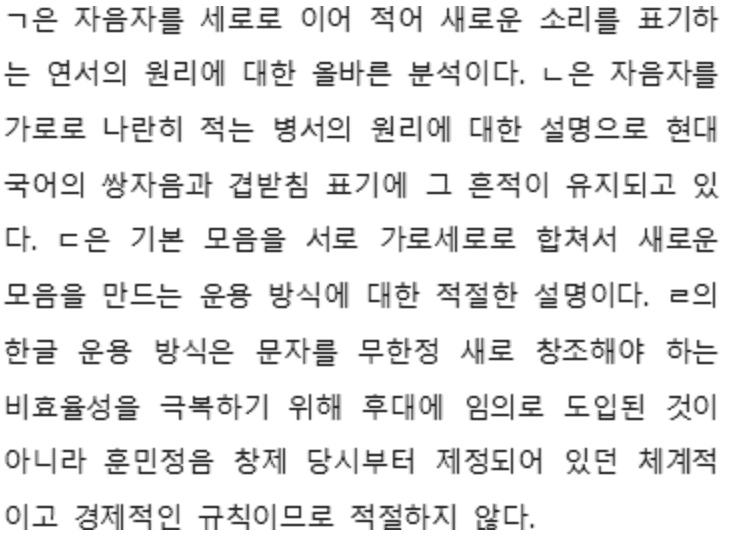 ㄱ은 자음자를 세로로 이어 적어 새로운 소리를 표기하
는 연서의 원리에 대한 올바른 분석이다. ㄴ은 자음자를
가로로 나란히 적는 병서의 원리에 대한 설명으로 현대
국어의 쌍자음과 겹받침 표기에 그 흔적이 유지되고 있
다. ㄷ은 기본 모음을 서로 가로세로로 합쳐서 새로운
모음을 만드는 운용 방식에 대한 적절한 설명이다. ㄹ의
한글 운용 방식은 문자를 무한정 새로 창조해야 하는
비효율성을 극복하기 위해 후대에 임의로 도입된 것이
아니라 훈민정음 창제 당시부터 제정되어 있던 체계적
이고 경제적인 규칙이므로 적절하지 않다.